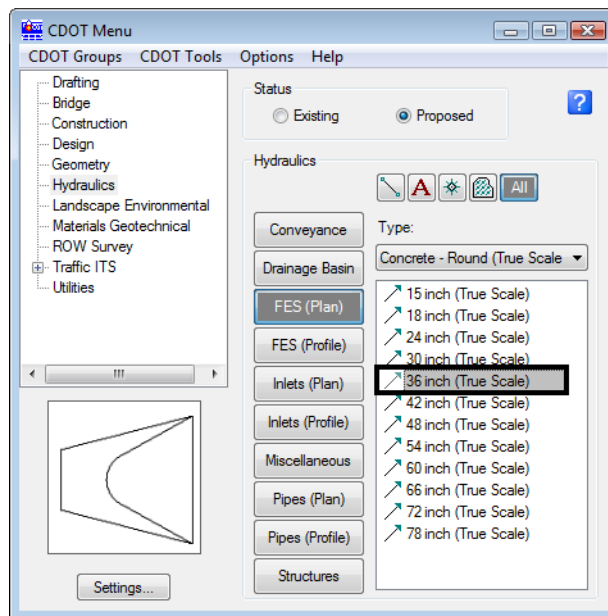 CDOT Menu
CDOT Groups CDOT Tools Options Help
Drafting
Bridge
Construction
Design
Geometry
Hydraulics
Landscape Environmental
Materials Geotechnical
ROW Survey
Traffic ITS
Utilities
Settings...
Status
Existing Proposed
?
Hydraulics
A All
Conveyance
Drainage Basin
FES (Plan)
FES (Profile)
Inlets (Plan)
Inlets (Profile)
Miscellaneous
Pipes (Plan)
Pipes (Profile)
Structures
Type:
Concrete - Round (True Scale
15 inch (True Scale)
18 inch (True Scale)
24 inch (True Scale)
30 inch (True Scale)
36 inch (True Scale)
42 inch (True Scale)
48 inch (True Scale)
54 inch (True Scale)
60 inch (True Scale)
66 inch (True Scale)
72 inch (True Scale)
78 inch (True Scale)